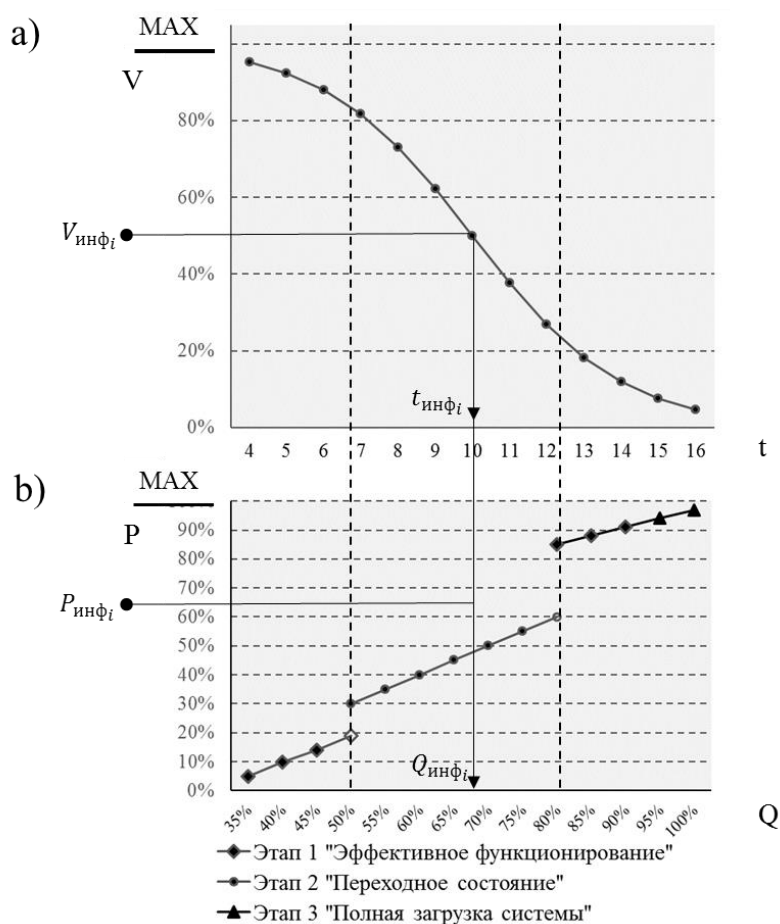 a)
MAX
V
80%
60%
V инф i
40%
20%
t инф i
0%
4 5 6 7 8 9 10 11 12 13 14 15 16
t
b)
MAX
P
90%
80%
70%
P инф i
60%
50%
40%
30%
20%
10%
Q инф i
0%
35% 40% 45% 50% 55% 60% 65% 70% 75% 80% 85% 90% 95% 100%
Q
Этап 1 "Эффективное функционирование"
Этап 2 "Переходное состояние"
Этап 3 "Полная загрузка системы"